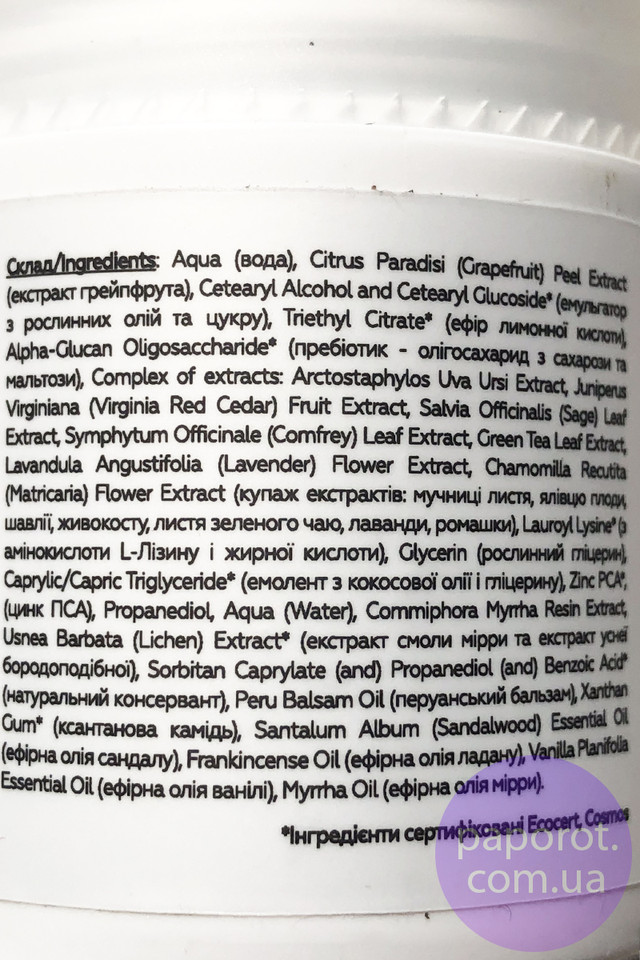 Склад/Ingredients: Aqua (вода), Citrus Paradisi (Grapefruit) Peel Extract
(екстракт грейпфрута), Cetearyl Alcohol and Cetearyl Glucoside* (емульгатор
з рослинних олій та цукру), Triethyl Citrate* (ефір лимонної кислоти),
Alpha-Glucan Oligosaccharide* (пребіотик - олігосахарид з сахарози та
мальтози), Complex of extracts: Arctostaphylos Uva Ursi Extract, Juniperus
Virginiana (Virginia Red Cedar) Fruit Extract, Salvia Officinalis (Sage) Leaf
Extract, Symphytum Officinale (Comfrey) Leaf Extract, Green Tea Leaf Extract,
Lavandula Angustifolia (Lavender) Flower Extract, Chamomilla Recutita
(Matricaria) Flower Extract (купаж екстрактів: мучниці листя, ялівцю плоди,
шавлії, живокосту, листя зеленого чаю, лаванди, ромашки), Lauroyl Lysine* (з
амінокислоти L-Лізину і жирної кислоти), Glycerin (рослинний гліцерин),
Caprylic/Capric Triglyceride* (емолент з кокосової олії і гліцерину), Zinc PCA*,
(цинк ПСА), Propanediol, Aqua (Water), Commiphora Myrrha Resin Extract,
Usnea Barbata (Lichen) Extract* (екстракт смоли мірри та екстракт уснеї
бородоподібної), Sorbitan Caprylate (and) Propanediol (and) Benzoic Acid*
(натуральний консервант), Peru Balsam Oil (перуанський бальзам), Xanthan
Gum* (ксантанова камідь), Santalum Album (Sandalwood) Essential Oil
(ефірна олія сандалу), Frankincense Oil (ефірна олія ладану), Vanilla Planifolia
Essential Oil (ефірна олія ванілі), Myrrha Oil (ефірна олія мірри).
*Інгредієнти сертифіковані Ecocert, Cosmos
paporot.
com.ua